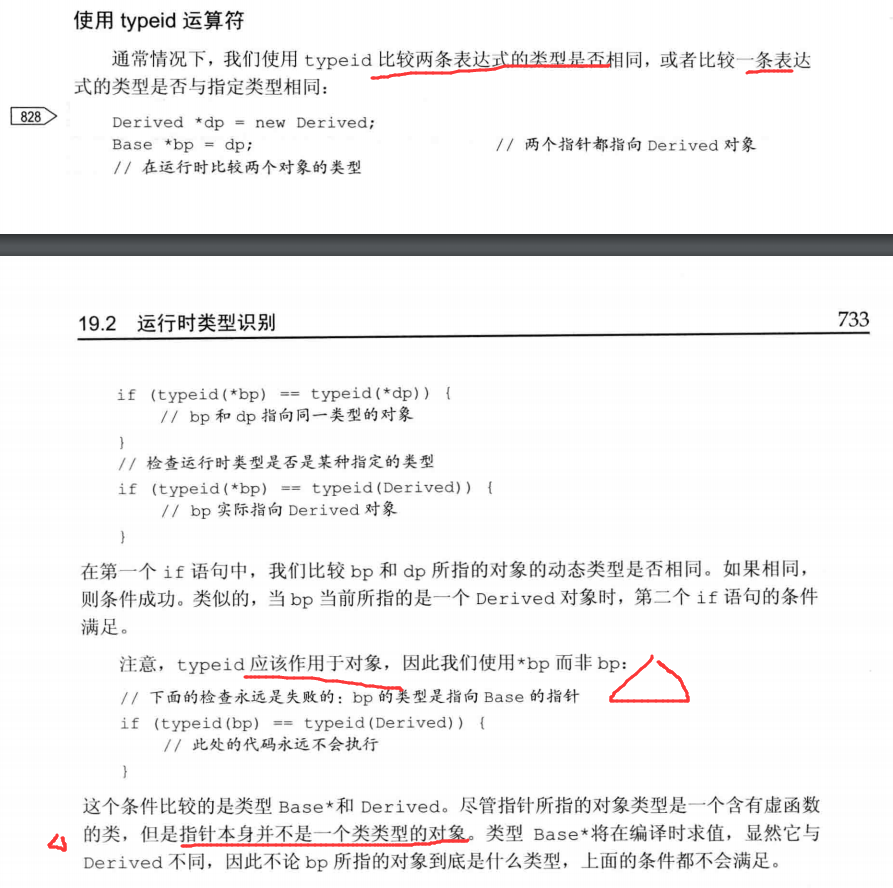 使用 typeid 运算符
通常情况下，我们使用 typeid 比较两条表达式的类型是否相同，或者比较一条表达
式的类型是否与指定类型相同：
828
Derived *dp = new Derived;
Base *bp = dp; // 两个指针都指向 Derived 对象
// 在运行时比较两个对象的类型
19.2 运行时类型识别 733
if (typeid(*bp) == typeid(*dp)) {
// bp 和 dp 指向同一类型的对象
}
// 检查运行时类型是否是某种指定的类型
if (typeid(*bp) == typeid(Derived)) {
// bp 实际指向 Derived 对象
}
在第一个 if 语句中，我们比较 bp 和 dp 所指的对象的动态类型是否相同。如果相同，
则条件成功。类似的，当 bp 当前所指的是一个 Derived 对象时，第二个 if 语句的条件
满足。
注意，typeid 应该作用于对象，因此我们使用*bp 而非 bp：
// 下面的检查永远是失败的：bp 的类型是指向 Base 的指针
if (typeid(bp) == typeid(Derived)) {
// 此处的代码永远不会执行
}
这个条件比较的是类型 Base*和 Derived。尽管指针所指的对象类型是一个含有虚函数
的类，但是指针本身并不是一个类类型的对象。类型 Base*将在编译时求值，显然它与
Derived 不同，因此不论 bp 所指的对象到底是什么类型，上面的条件都不会满足。